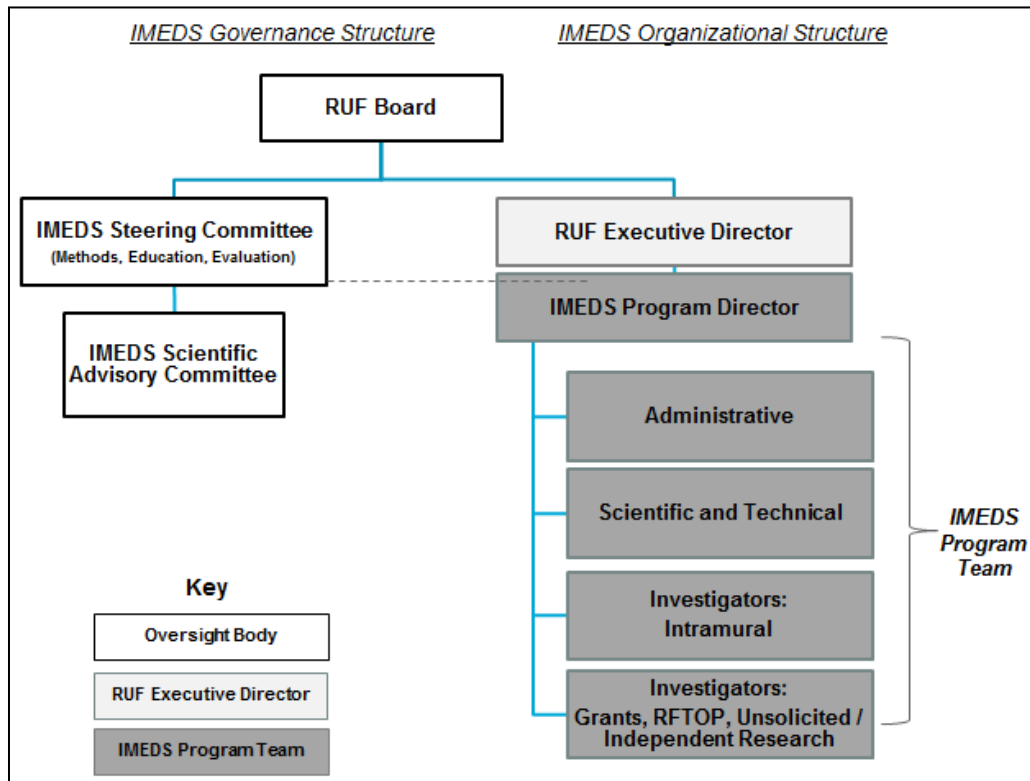 IMEDS Governance Structure
IMEDS Organizational Structure
RUF Board
IMEDS Steering Committee
(Methods, Education, Evaluation)
RUF Executive Director
IMEDS Program Director
IMEDS Scientific
Advisory Committee
Administrative
Scientific and Technical
Investigators:
Intramural
Investigators:
Grants, RFTOP, Unsolicited /
Independent Research
IMEDS
Program
Team
Key
Oversight Body
RUF Executive Director
IMEDS Program Team